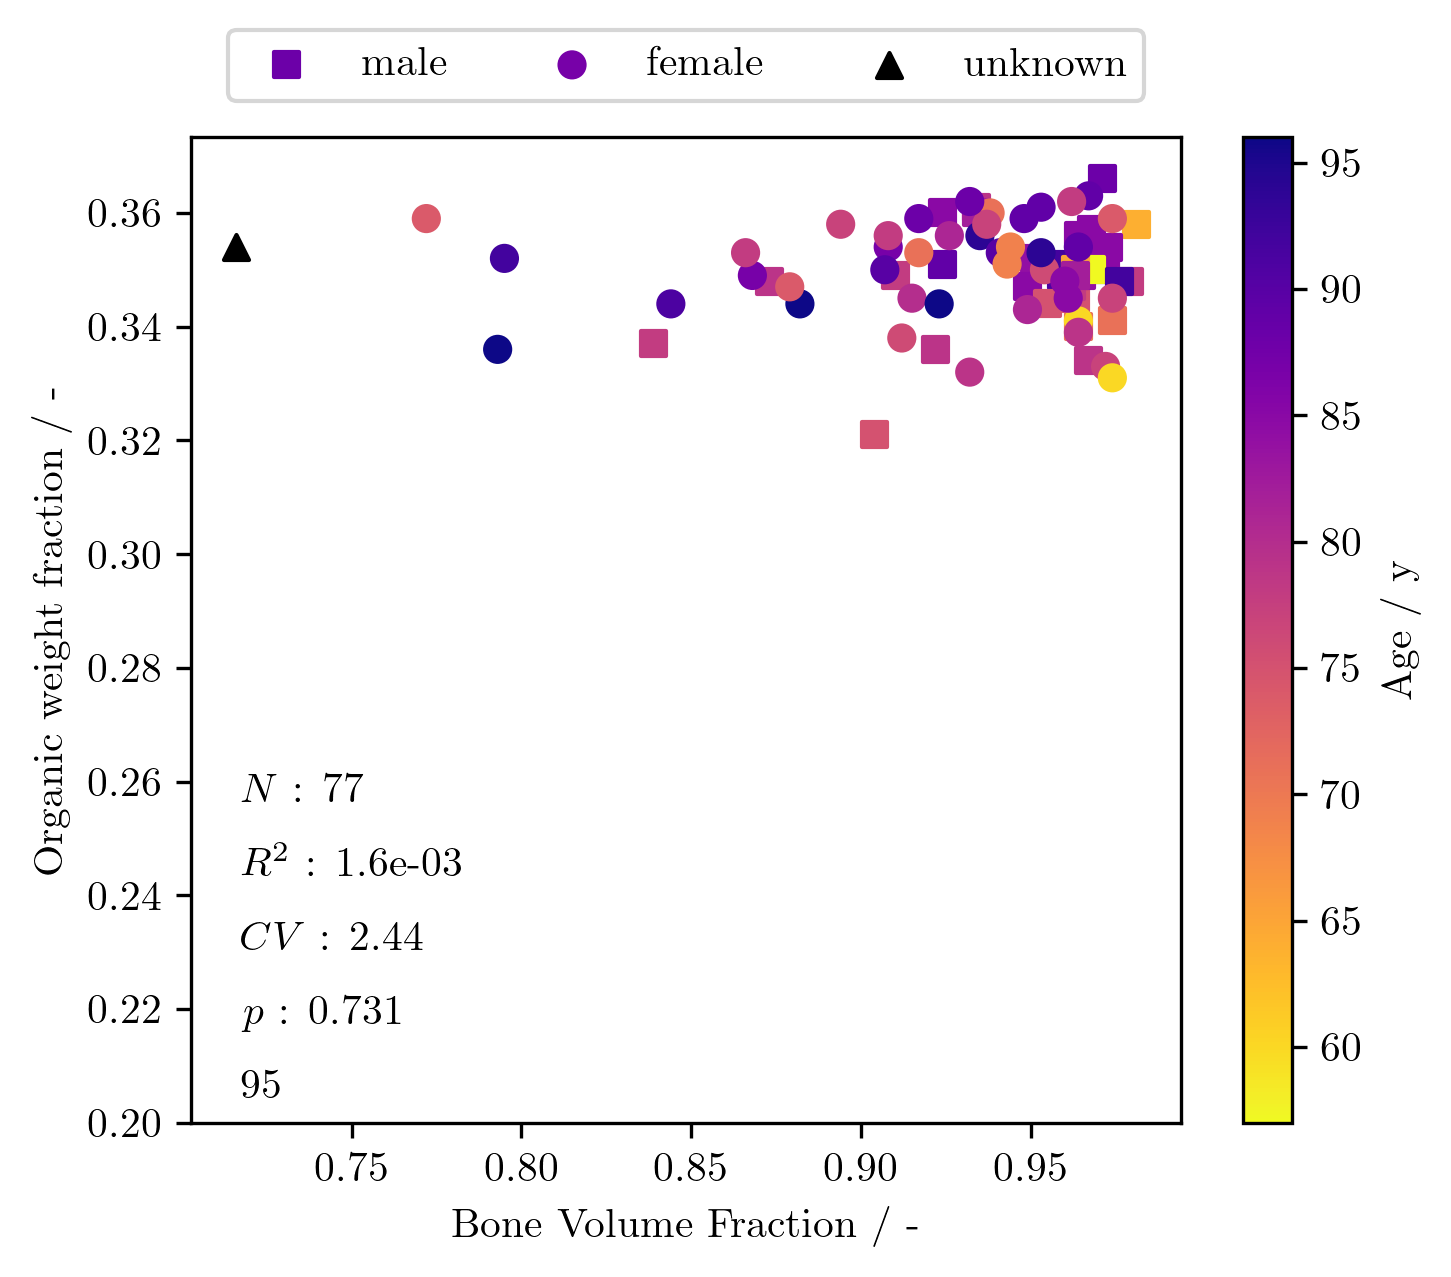 male female unknown
0.36
0.34
0.32
0.30
0.28
0.26
0.24
0.22
0.20
Organic weight fraction / -
N : 77
R² : 1.6e-03
CV : 2.44
p : 0.731
95
0.75 0.80 0.85 0.90 0.95
Bone Volume Fraction / -
95
90
85
80
75
70
65
60
Age / y